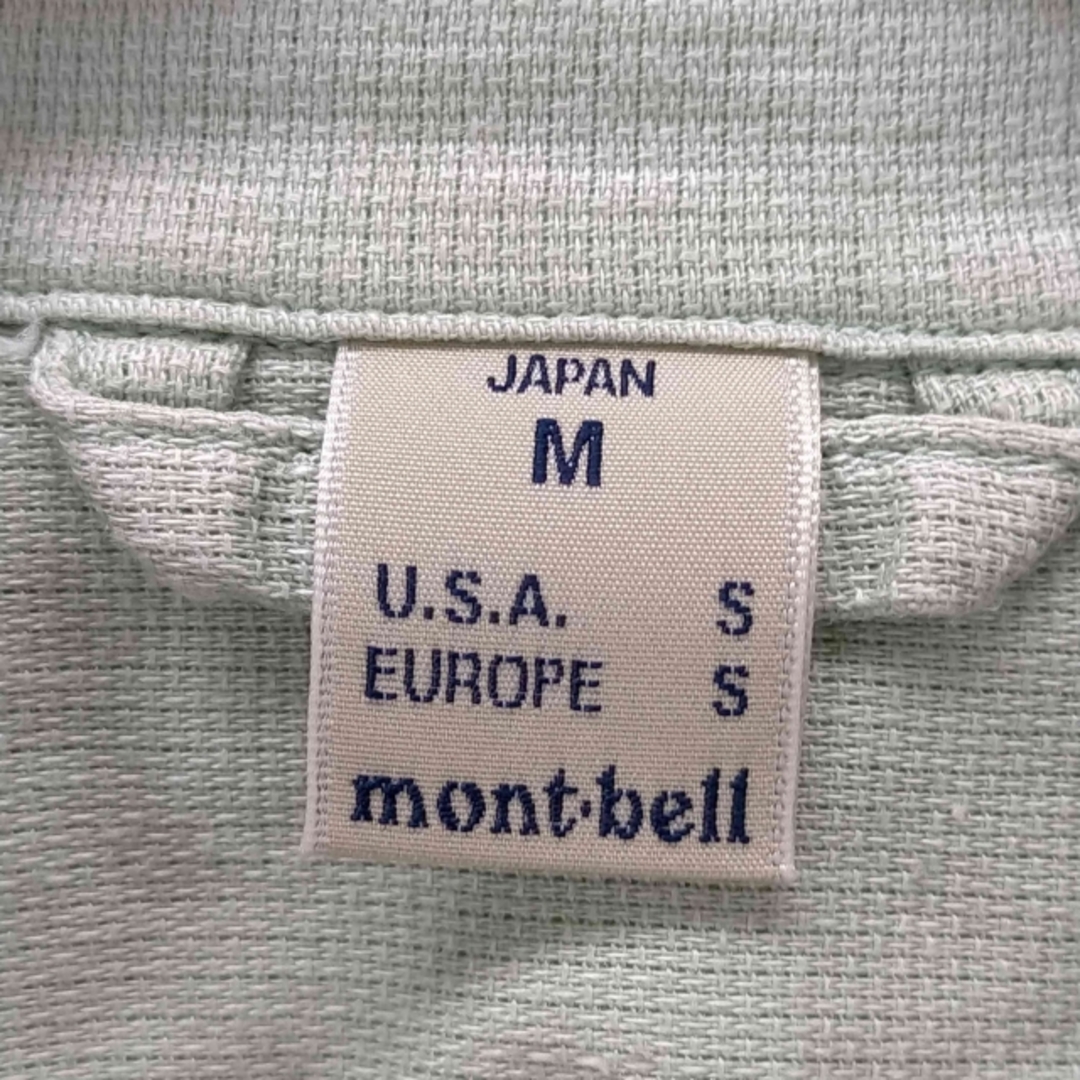 JAPAN
M
U.S.A. S
EUROPE S
mont·bell